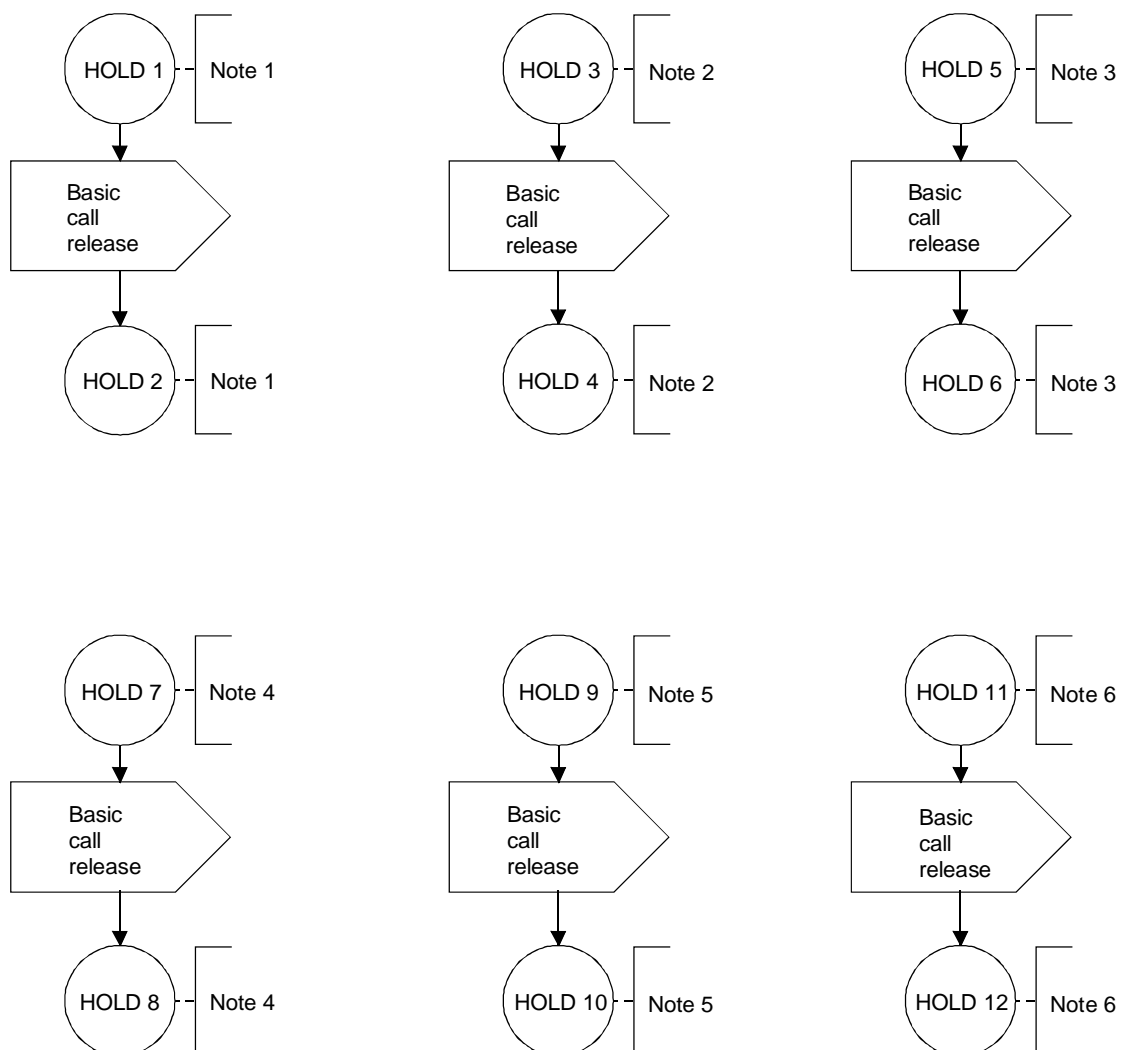 HOLD 1
Note 1
Basic
call
release
HOLD 2
Note 1
HOLD 3
Note 2
Basic
call
release
HOLD 4
Note 2
HOLD 5
Note 3
Basic
call
release
HOLD 6
Note 3
HOLD 7
Note 4
Basic
call
release
HOLD 8
Note 4
HOLD 9
Note 5
Basic
call
release
HOLD 10
Note 5
HOLD 11
Note 6
Basic
call
release
HOLD 12
Note 6